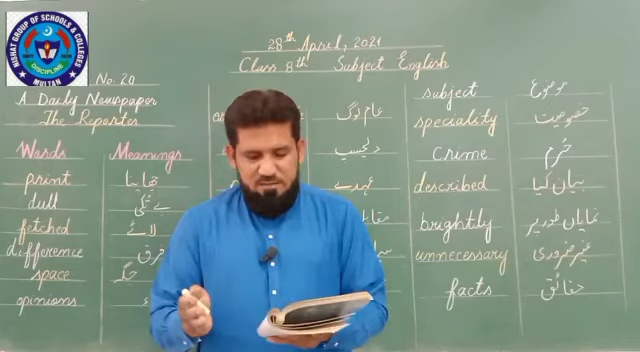 NISHAT GROUP OF SCHOOLS & COLLEGES
DISCIPLINE
MULTAN
28th April, 2021
Class 8th Subject English
No. 20
A Daily Newspaper
The Reporter
Words Meanings
print چھاپنا
dull
fetched لائے
difference فرق
space جگہ
opinions
عام لوگ
دلچسپ
عہدے
subject موضوع
speciality خصوصیت
crime جُرم
described بیان کیا
brightly نمایاں طور پر
unnecessary غیر ضروری
facts حقائق